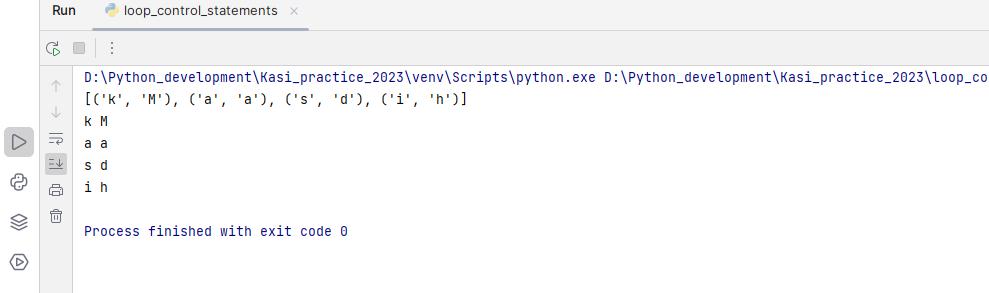 Run loop_control_statements
D:\Python_development\Kasi_practice_2023\venv\Scripts\python.exe D:\Python_development\Kasi_practice_2023\loop_co
[('k', 'M'), ('a', 'a'), ('s', 'd'), ('i', 'h')]
k M
a a
s d
i h
Process finished with exit code 0